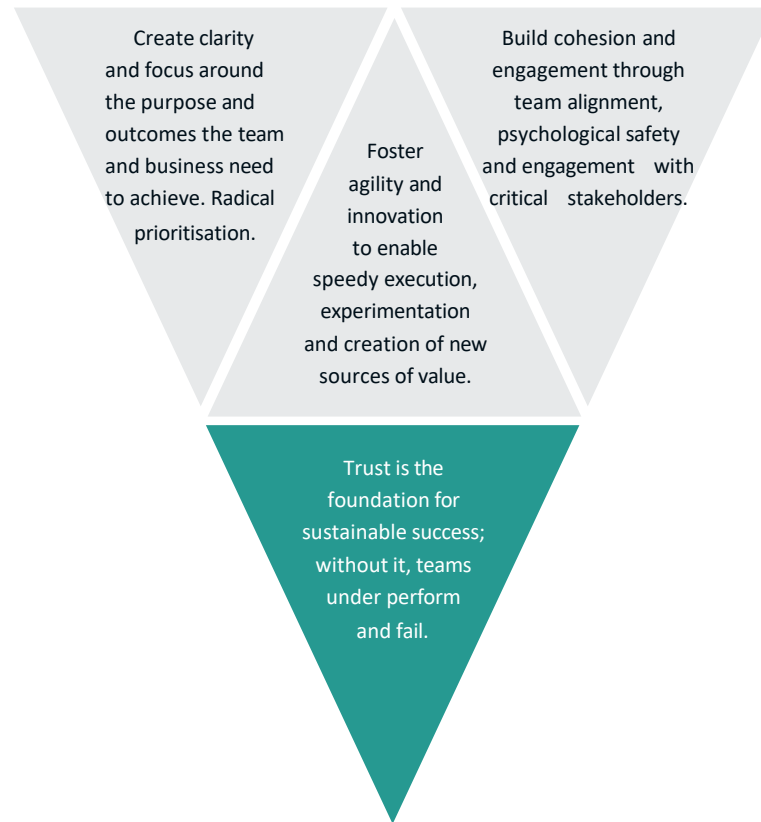 Create clarity
and focus around
the purpose and
outcomes the team
and business need
to achieve. Radical
prioritisation.
Foster
agility and
innovation
to enable
speedy execution,
experimentation
and creation of new
sources of value.
Build cohesion and
engagement through
team alignment,
psychological safety
and engagement with
critical stakeholders.
Trust is the
foundation for
sustainable success;
without it, teams
under perform
and fail.